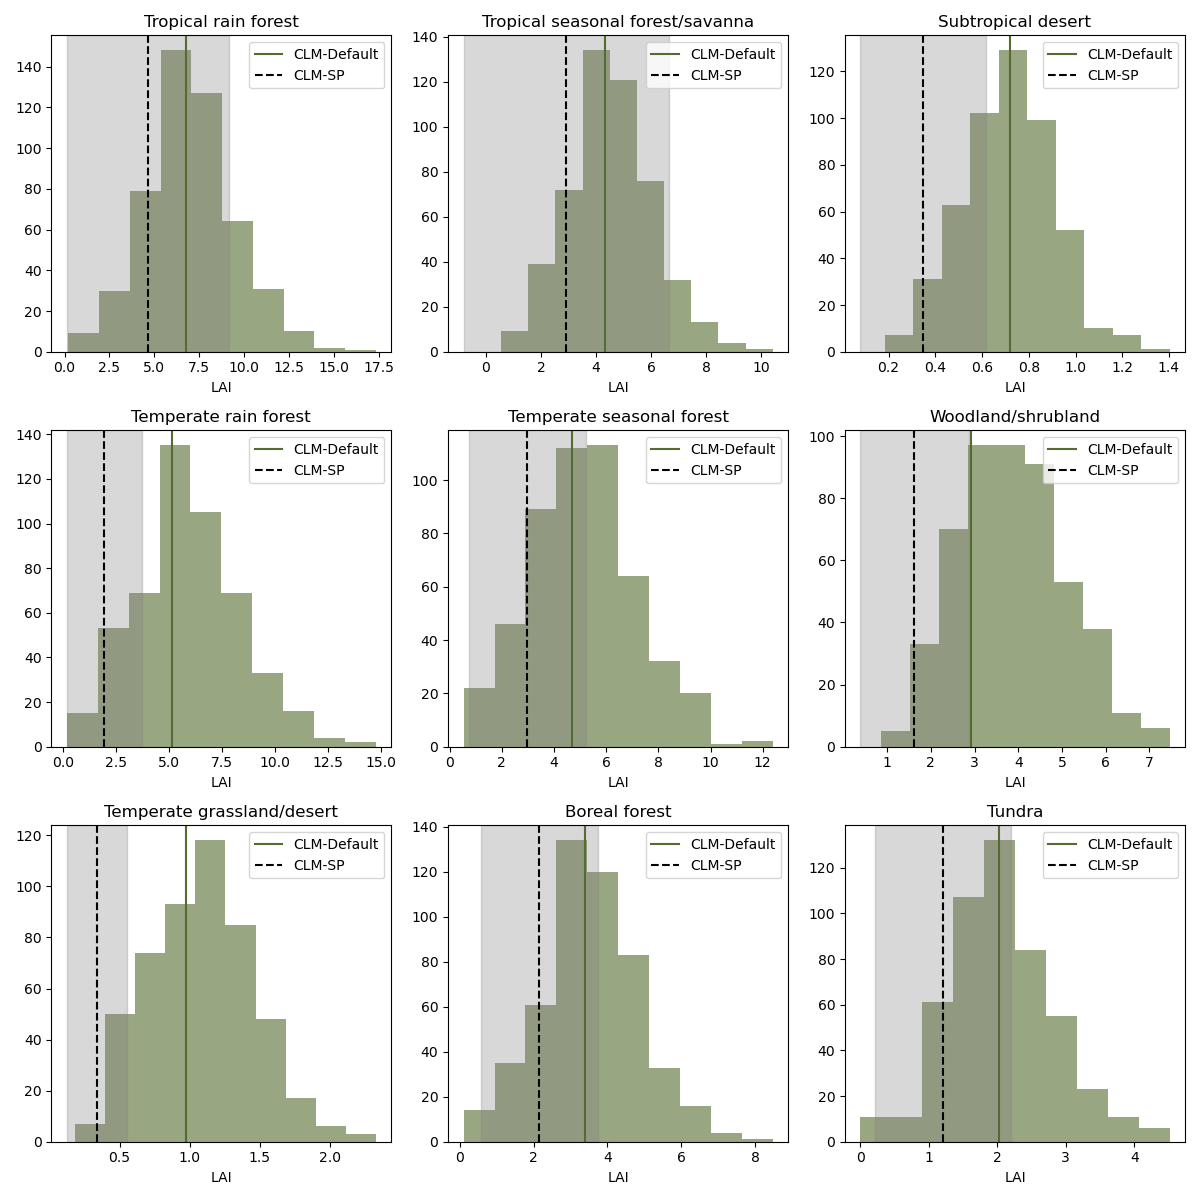 Tropical rain forest
CLM-Default
CLM-SP
140
120
100
80
60
40
20
0
0.0 2.5 5.0 7.5 10.0 12.5 15.0 17.5
LAI
Tropical seasonal forest/savanna
CLM-Default
CLM-SP
140
120
100
80
60
40
20
0
0 2 4 6 8 10
LAI
Subtropical desert
CLM-Default
CLM-SP
120
100
80
60
40
20
0
0.2 0.4 0.6 0.8 1.0 1.2 1.4
LAI
Temperate rain forest
CLM-Default
CLM-SP
140
120
100
80
60
40
20
0
0.0 2.5 5.0 7.5 10.0 12.5 15.0
LAI
Temperate seasonal forest
CLM-Default
CLM-SP
100
80
60
40
20
0
0 2 4 6 8 10 12
LAI
Woodland/shrubland
CLM-Default
CLM-SP
100
80
60
40
20
0
1 2 3 4 5 6 7
LAI
Temperate grassland/desert
CLM-Default
CLM-SP
120
100
80
60
40
20
0
0.5 1.0 1.5 2.0
LAI
Boreal forest
CLM-Default
CLM-SP
140
120
100
80
60
40
20
0
0 2 4 6 8
LAI
Tundra
CLM-Default
CLM-SP
120
100
80
60
40
20
0
0 1 2 3 4
LAI